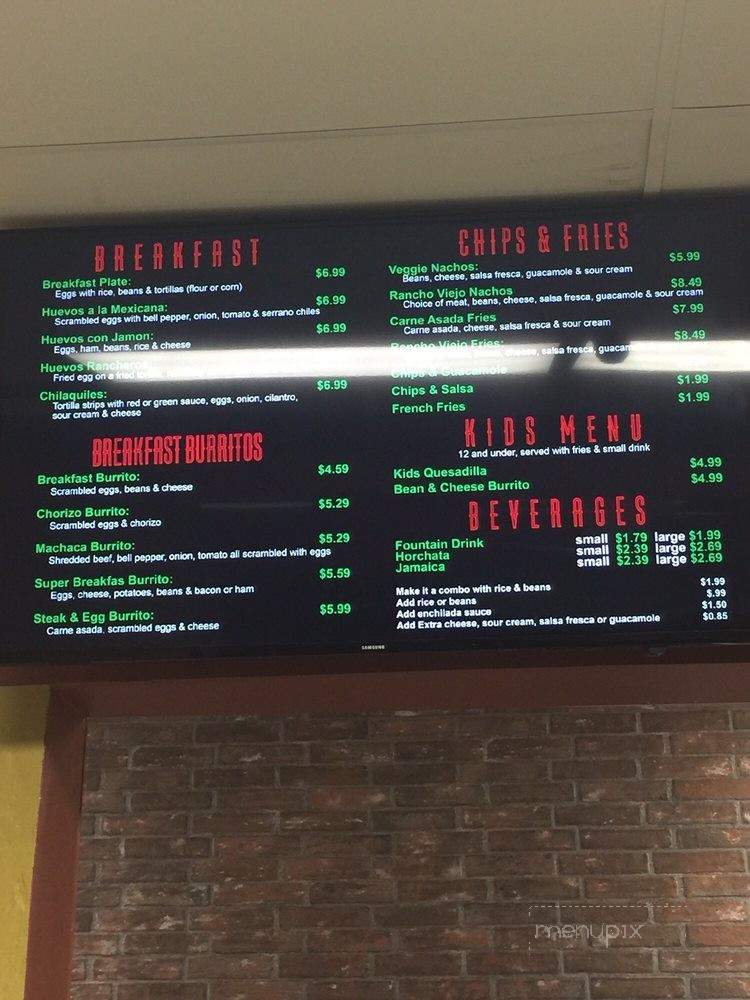 BREAKFAST
Breakfast Plate: $6.99
Eggs with rice, beans & tortillas (flour or corn)
Huevos a la Mexicana: $6.99
Scrambled eggs with bell pepper, onion, tomato & serrano chiles
Huevos con Jamon: $6.99
Eggs, ham, beans, rice & cheese
Huevos Rancheros
Fried egg on a fried
Chilaquiles: $6.99
Tortilla strips with red or green sauce, eggs, onion, cilantro,
sour cream & cheese
BREAKFAST BURRITOS
Breakfast Burrito: $4.59
Scrambled eggs, beans & cheese
Chorizo Burrito: $5.29
Scrambled eggs & chorizo
Machaca Burrito: $5.29
Shredded beef, bell pepper, onion, tomato all scrambled with eggs
Super Breakfas Burrito: $5.59
Eggs, cheese, potatoes, beans & bacon or ham
Steak & Egg Burrito: $5.99
Carne asada, scrambled eggs & cheese
CHIPS & FRIES
Veggie Nachos: $5.99
Beans, cheese, salsa fresca, guacamole & sour cream
Rancho Viejo Nachos $8.49
Choice of meat, beans, cheese, salsa fresca, guacamole & sour cream
Carne Asada Fries $7.99
Carne asada, cheese, salsa fresca & sour cream
Rancho Viejo Fries: $8.49
cheese, salsa fresca, guacam
Chips & Guacamole
Chips & Salsa $1.99
French Fries $1.99
KIDS MENU
12 and under, served with fries & small drink
Kids Quesadilla $4.99
Bean & Cheese Burrito $4.99
BEVERAGES
Fountain Drink small $1.79 large $1.99
Horchata small $2.39 large $2.69
Jamaica small $2.39 large $2.69
Make it a combo with rice & beans $1.99
Add rice or beans $.99
Add enchilada sauce $1.50
Add Extra cheese, sour cream, salsa fresca or guacamole $0.85
SAMSUNG
menupix